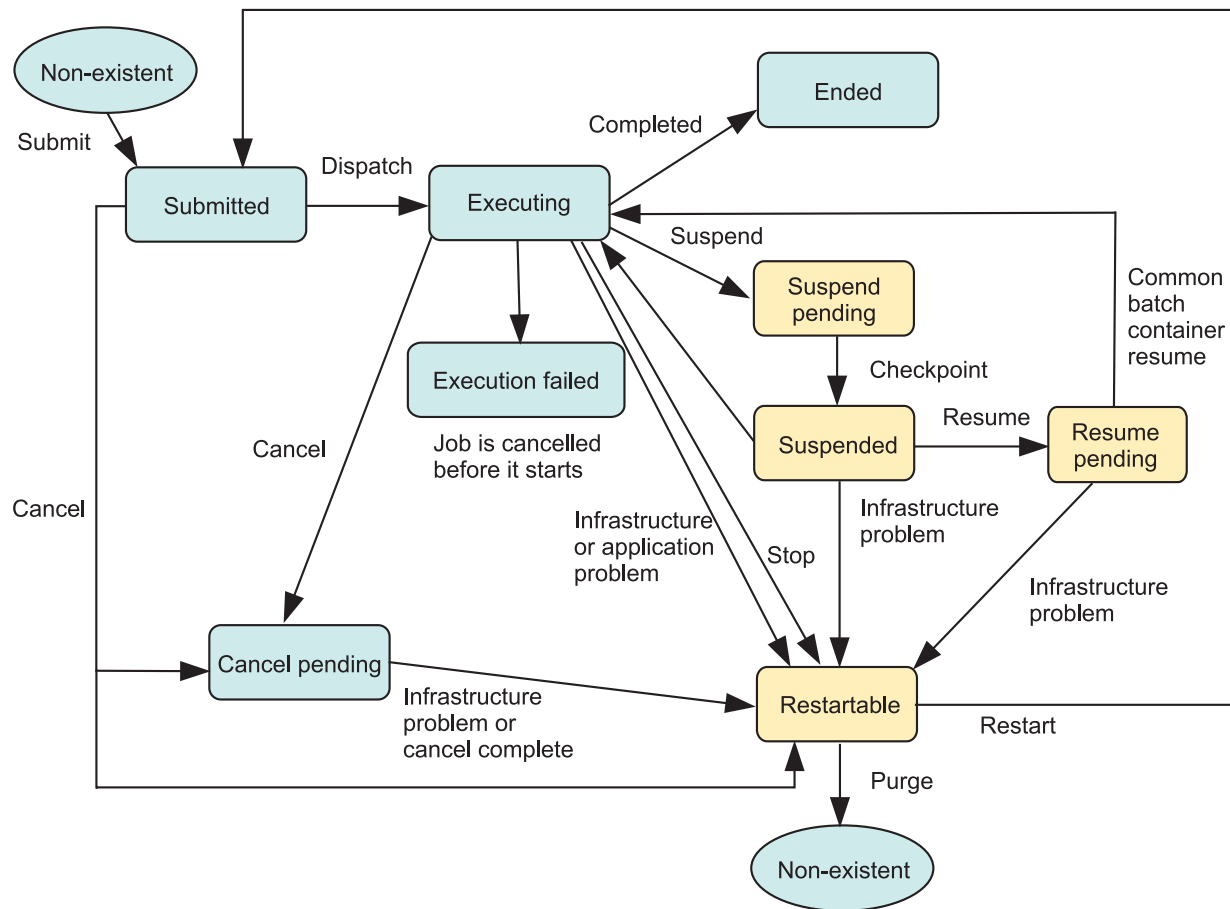 Non-existent
Submit
Submitted
Dispatch
Executing
Completed
Ended
Suspend
Suspend
pending
Checkpoint
Common
batch
container
resume
Execution failed
Job is cancelled
before it starts
Suspended
Resume
Resume
pending
Cancel
Cancel
Infrastructure
or application
problem
Stop
Infrastructure
problem
Infrastructure
problem
Cancel pending
Infrastructure
problem or
cancel complete
Restartable
Restart
Purge
Non-existent